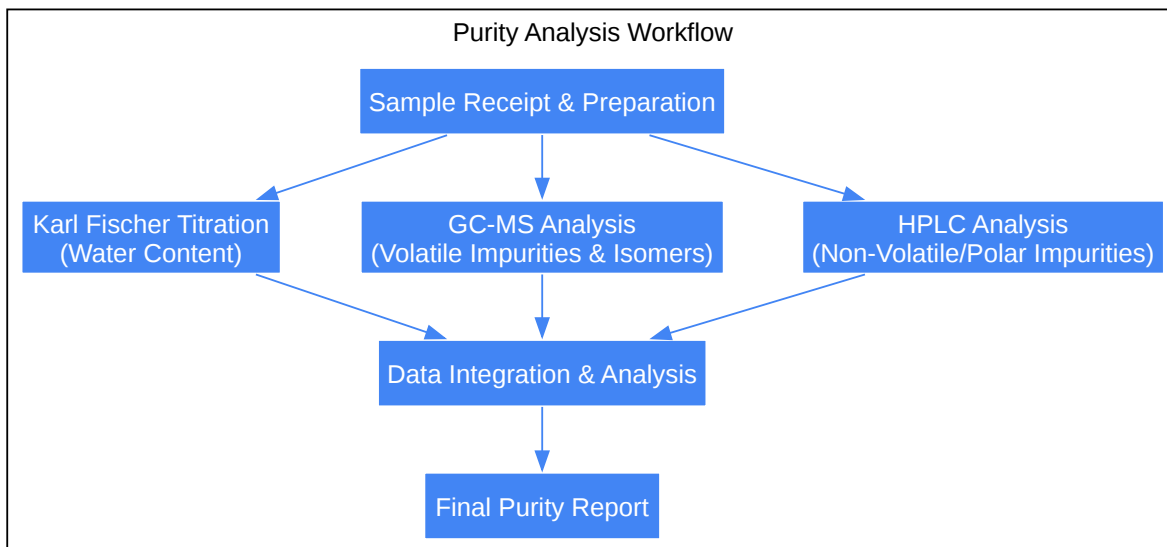 Purity Analysis Workflow
Sample Receipt & Preparation
Karl Fischer Titration
(Water Content)
GC-MS Analysis
(Volatile Impurities & Isomers)
HPLC Analysis
(Non-Volatile/Polar Impurities)
Data Integration & Analysis
Final Purity Report